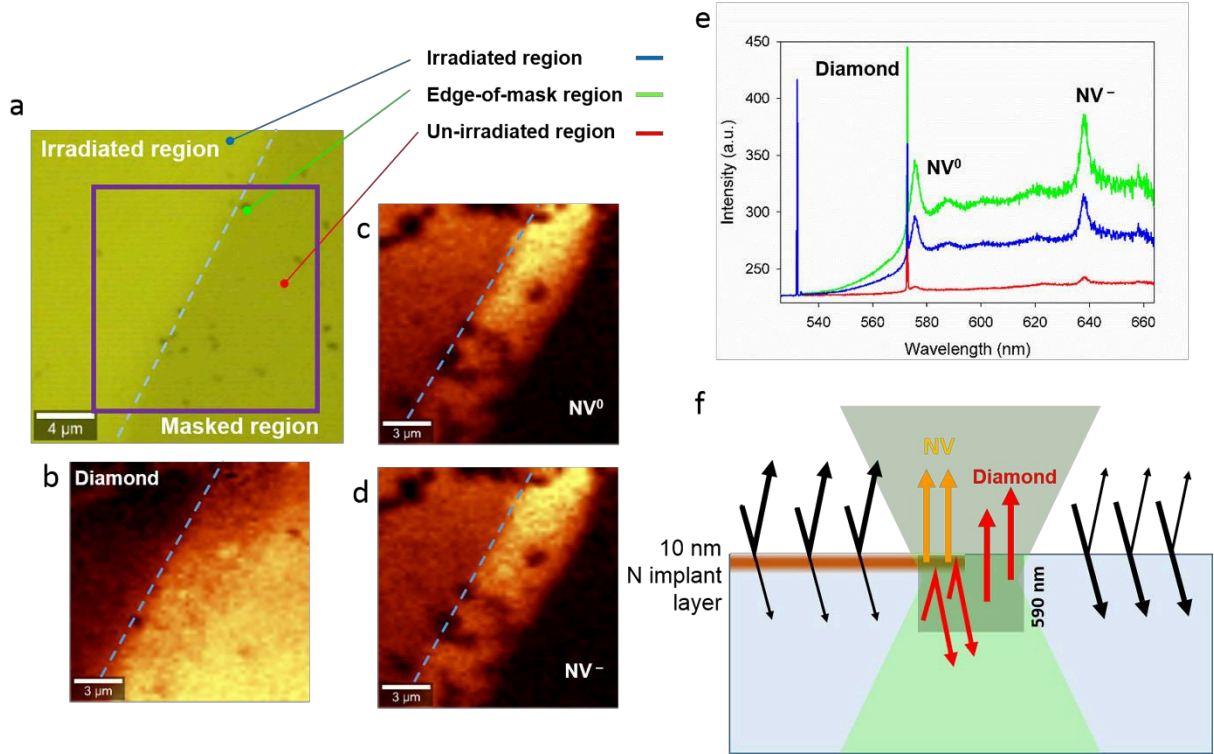 Irradiated region
Edge-of-mask region
Un-irradiated region
a
Irradiated region
4 µm
Masked region
b
Diamond
3 µm
c
NV⁰
3 µm
d
NV⁻
3 µm
e
450
400
350
300
250
Intensity (a.u.)
Diamond
NV⁰
NV⁻
540
560
580
600
620
640
660
Wavelength (nm)
f
NV
Diamond
10 nm
N implant
layer
590 nm